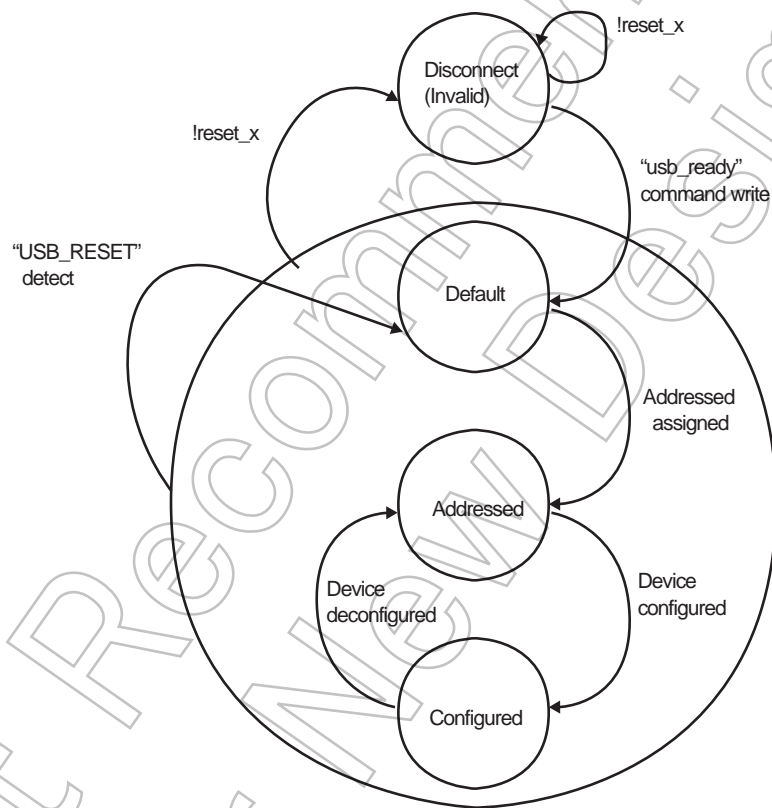 !reset_x
Disconnect
(Invalid)
!reset_x
“usb_ready”
command write
“USB_RESET”
detect
Default
Addressed
assigned
Addressed
Device
deconfigured
Device
configured
Configured